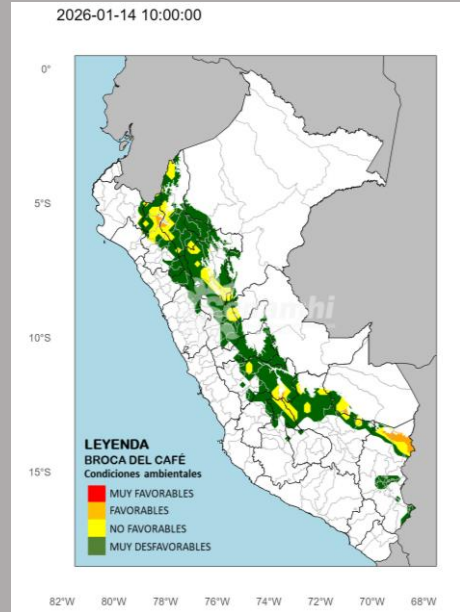 2026-01-14 10:00:00
0°
5°S
10°S
15°S
LEYENDA
BROCA DEL CAFÉ
Condiciones ambientales
MUY FAVORABLES
FAVORABLES
NO FAVORABLES
MUY DESFAVORABLES
82°W 80°W 78°W 76°W 74°W 72°W 70°W 68°W